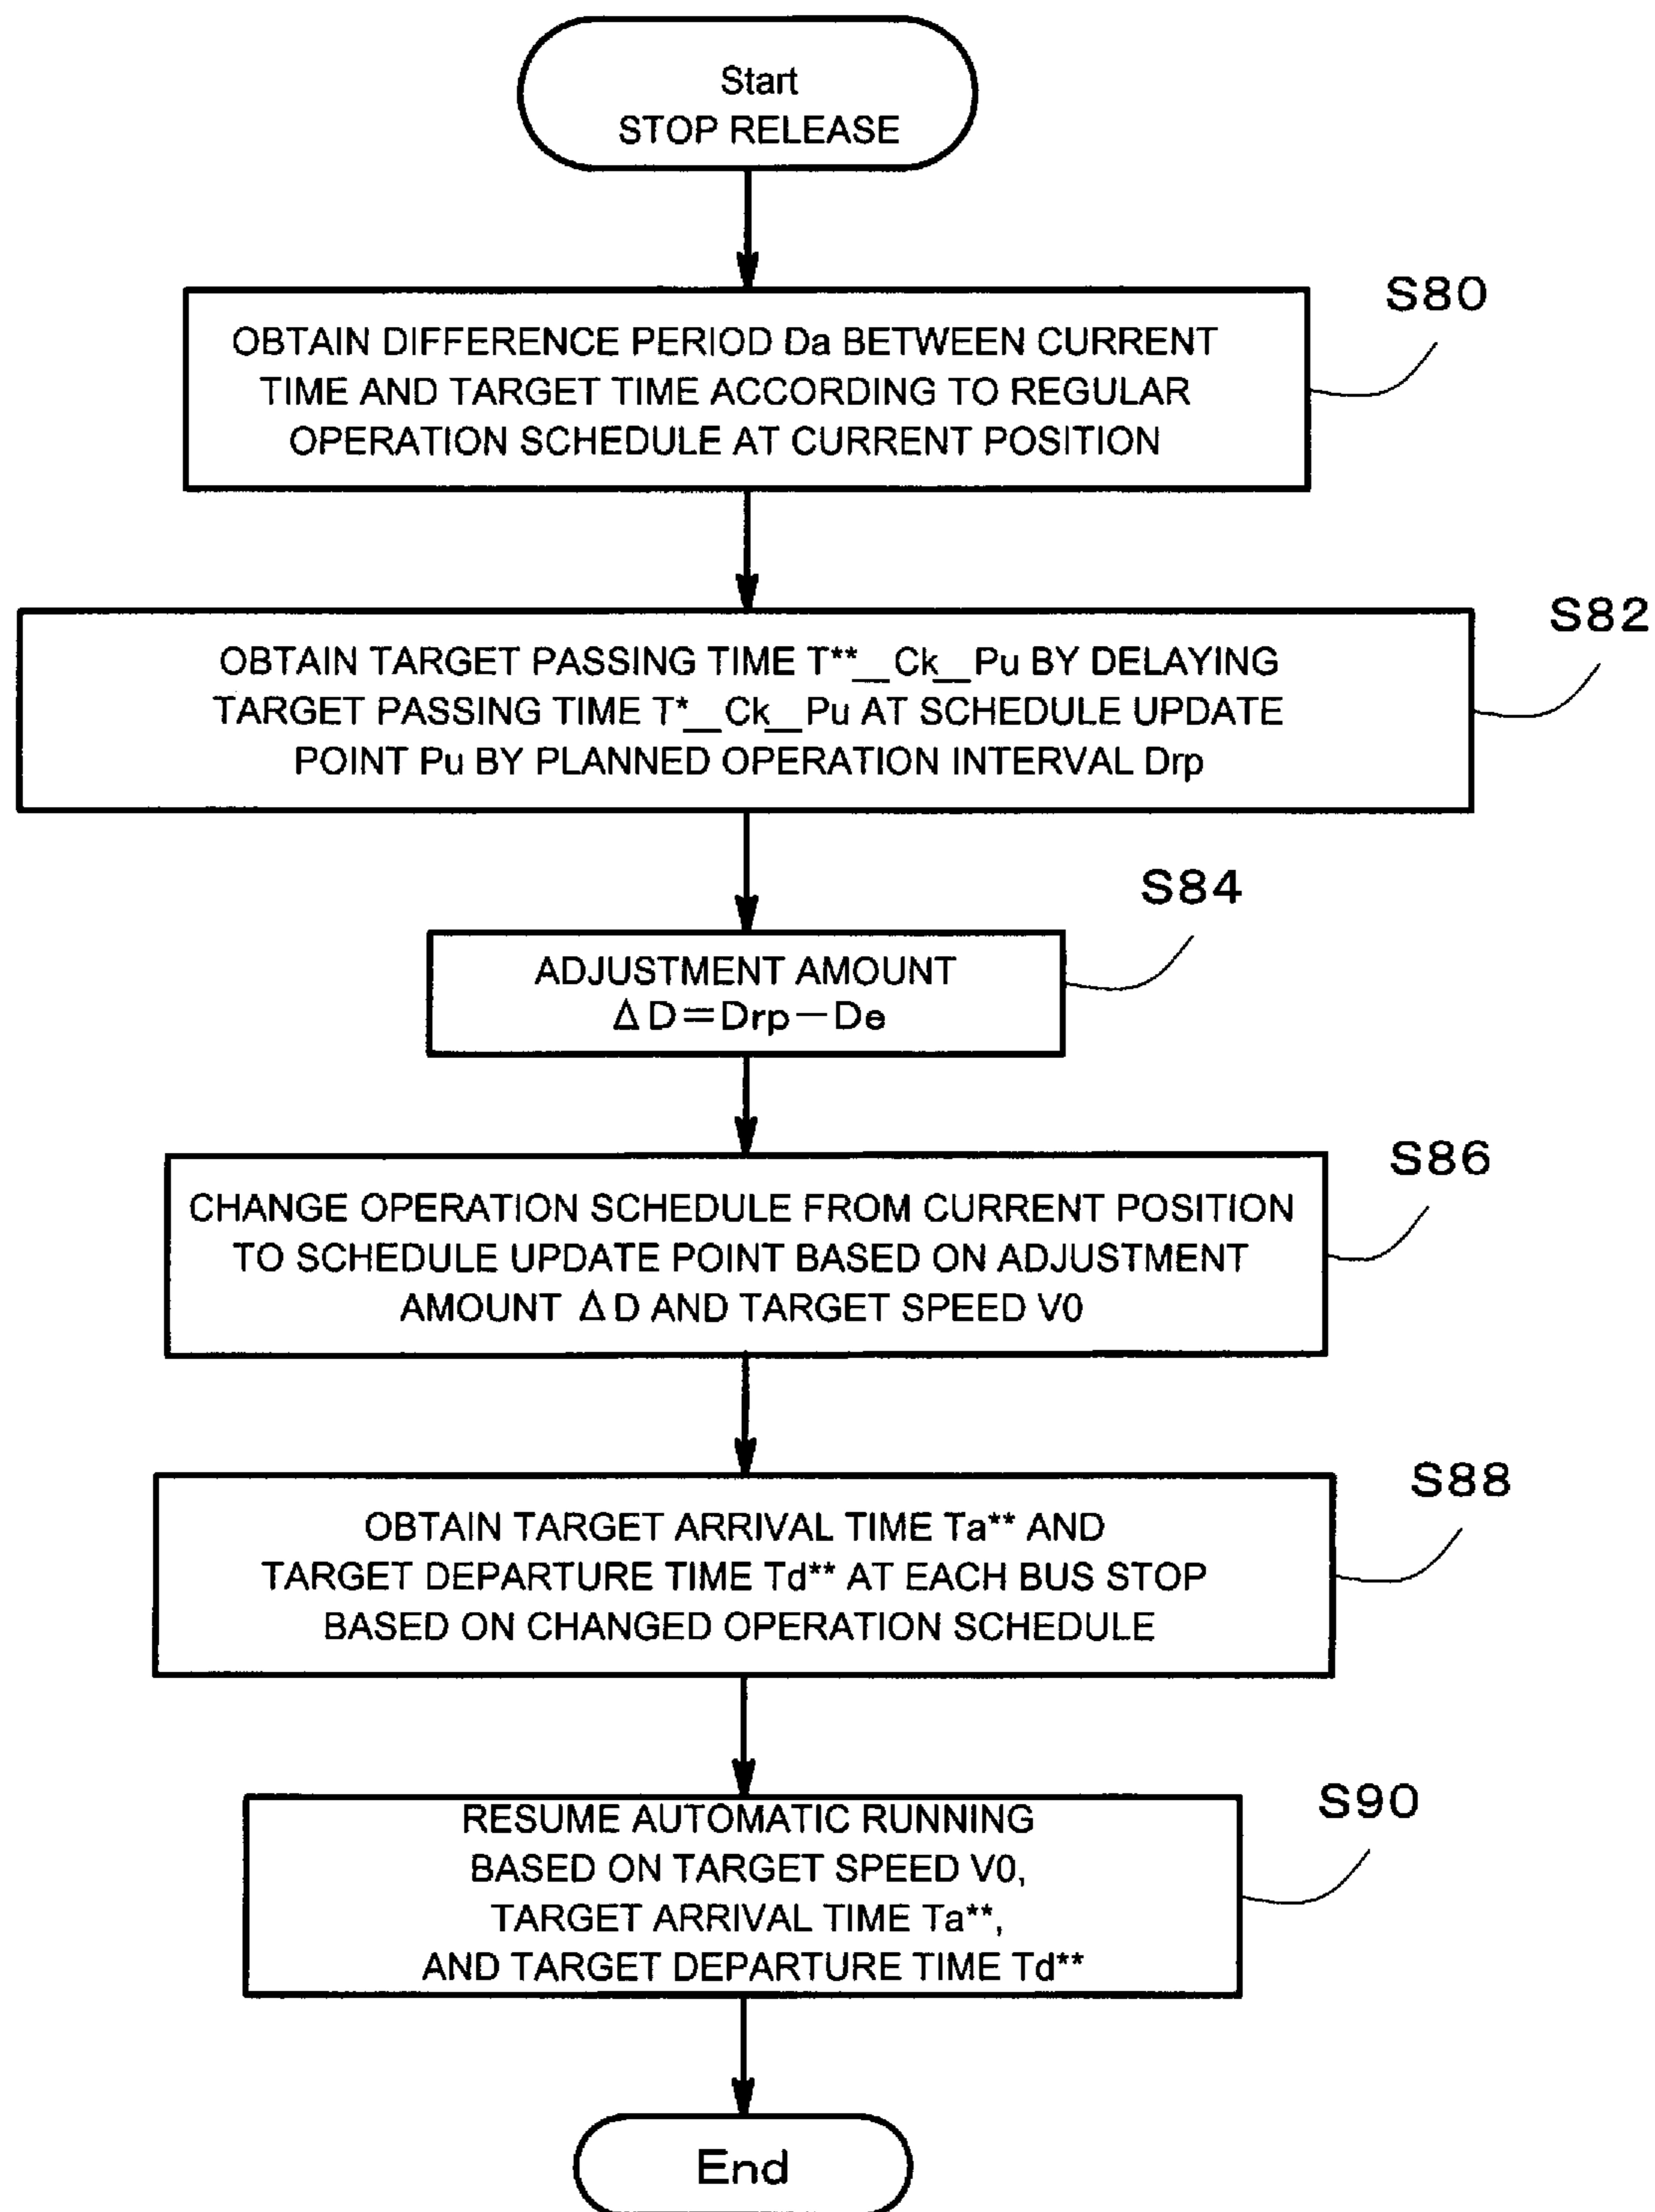 Start
STOP RELEASE
S80
OBTAIN DIFFERENCE PERIOD Da BETWEEN CURRENT
TIME AND TARGET TIME ACCORDING TO REGULAR
OPERATION SCHEDULE AT CURRENT POSITION
S82
OBTAIN TARGET PASSING TIME T**__Ck__Pu BY DELAYING
TARGET PASSING TIME T*__Ck__Pu AT SCHEDULE UPDATE
POINT Pu BY PLANNED OPERATION INTERVAL Drp
S84
ADJUSTMENT AMOUNT
ΔD=Drp-De
S86
CHANGE OPERATION SCHEDULE FROM CURRENT POSITION
TO SCHEDULE UPDATE POINT BASED ON ADJUSTMENT
AMOUNT ΔD AND TARGET SPEED V0
S88
OBTAIN TARGET ARRIVAL TIME Ta** AND
TARGET DEPARTURE TIME Td** AT EACH BUS STOP
BASED ON CHANGED OPERATION SCHEDULE
S90
RESUME AUTOMATIC RUNNING
BASED ON TARGET SPEED V0,
TARGET ARRIVAL TIME Ta**,
AND TARGET DEPARTURE TIME Td**
End